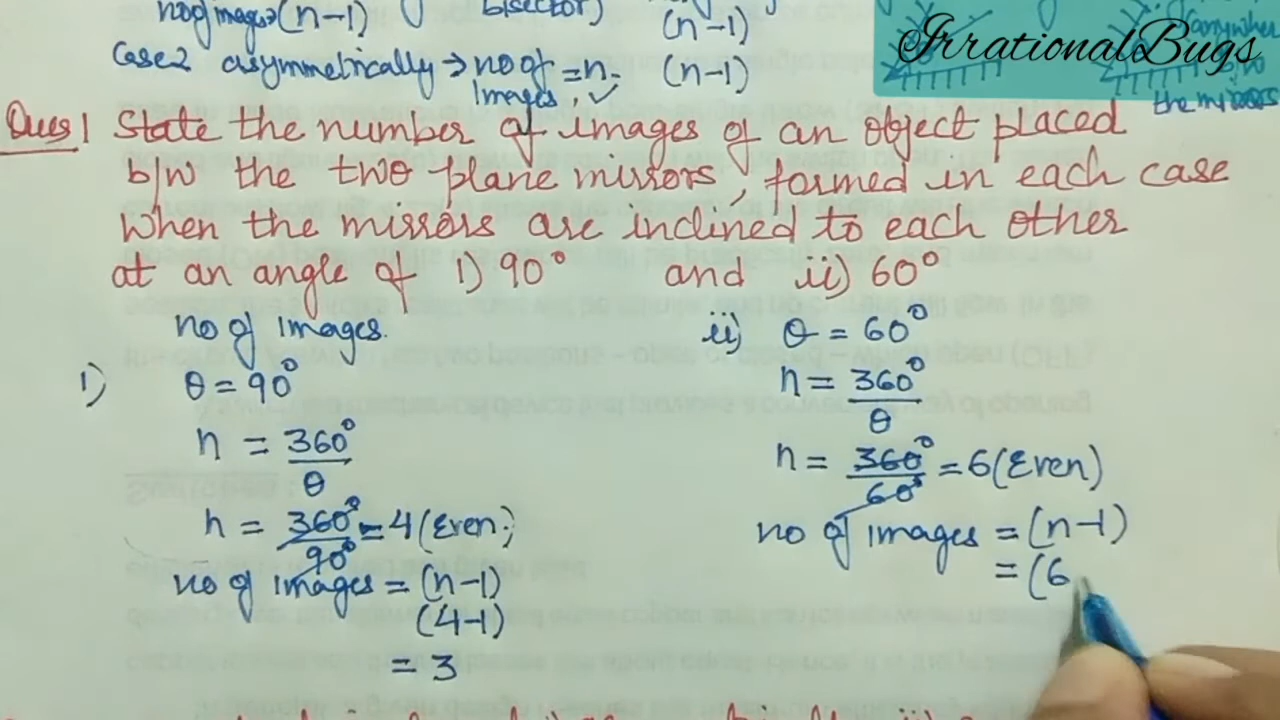 no of images → (n-1) bisector) (n-1)
IrrationalBugs
Case 2 asymmetrically → no of images = n. (n-1)
the mirrors
Ques 1 State the number of images of an object placed
b/w the two plane mirrors, formed in each case
when the mirrors are inclined to each other
at an angle of 1) 90° and ii) 60°
no of images.
1) θ = 90°
n = 360°/θ
n = 360°/90° = 4 (Even)
no of images = (n-1)
(4-1)
= 3
ii) θ = 60°
n = 360°/θ
n = 360°/60° = 6 (Even)
no of images = (n-1)
= (6